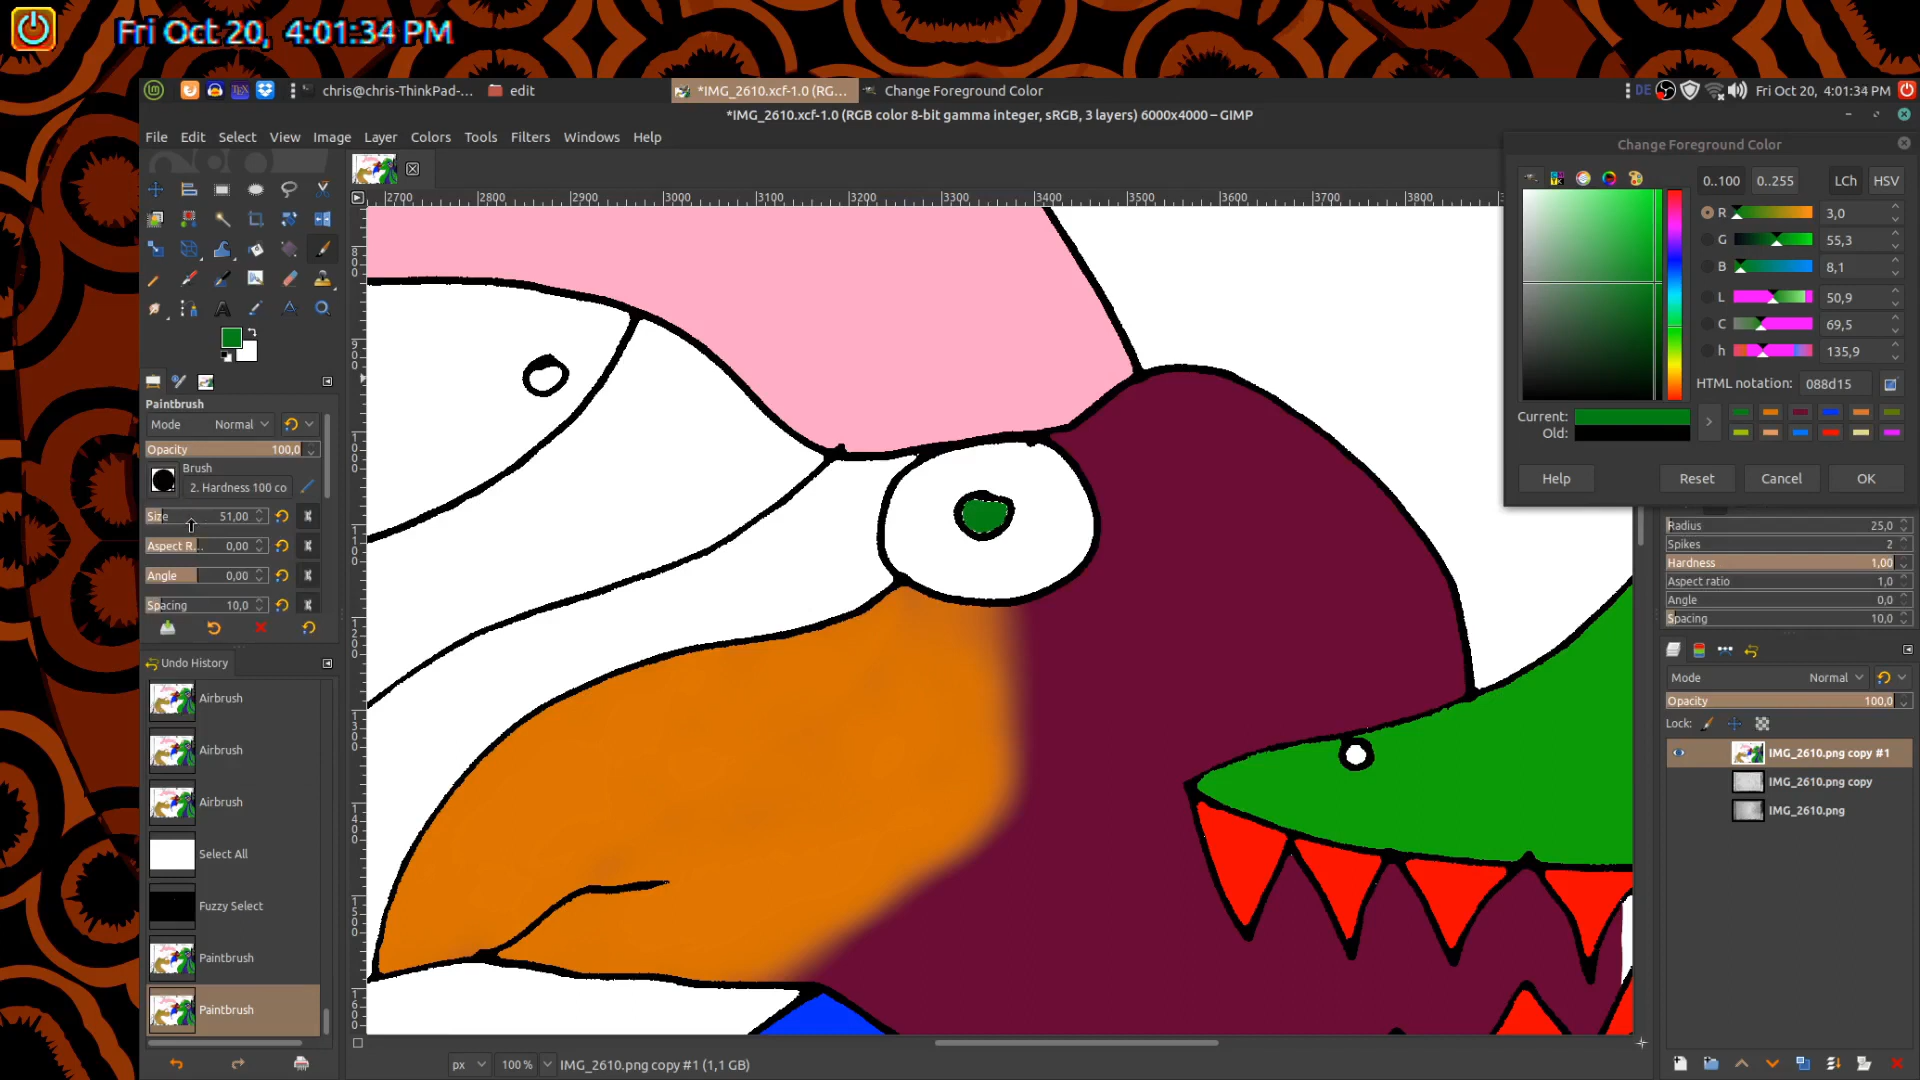 Fri Oct 20, 4:01:34 PM
chris@chris-ThinkPad-...
edit
*IMG_2610.xcf-1.0 (RG...
Change Foreground Color
DE
Fri Oct 20, 4:01:34 PM
*IMG_2610.xcf-1.0 (RGB color 8-bit gamma integer, sRGB, 3 layers) 6000x4000 – GIMP
File Edit Select View Image Layer Colors Tools Filters Windows Help
2700 2800 2900 3000 3100 3200 3300 3400 3500 3600 3700 3800
Paintbrush
Mode Normal
Opacity 100,0
Brush
2. Hardness 100 co
Size 51,00
Aspect R... 0,00
Angle 0,00
Spacing 10,0
Undo History
Airbrush
Airbrush
Airbrush
Select All
Fuzzy Select
Paintbrush
Paintbrush
px 100 % IMG_2610.png copy #1 (1,1 GB)
Change Foreground Color
0..100 0..255 LCh HSV
R 3,0
G 55,3
B 8,1
L 50,9
C 69,5
h 135,9
HTML notation: 088d15
Current:
Old:
Help Reset Cancel OK
Radius 25,0
Spikes 2
Hardness 1,00
Aspect ratio 1,0
Angle 0,0
Spacing 10,0
Mode Normal
Opacity 100,0
Lock:
IMG_2610.png copy #1
IMG_2610.png copy
IMG_2610.png